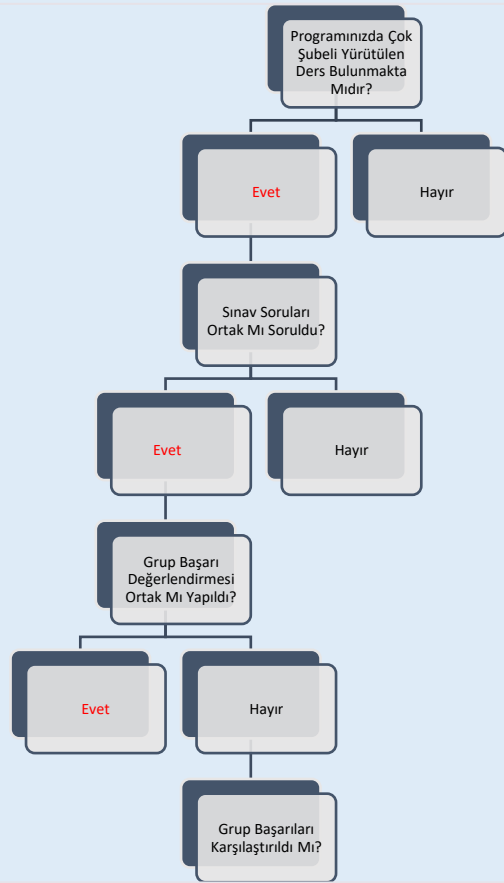 Programınızda Çok
Şubeli Yürütülen
Ders Bulunmakta
Mıdır?
Evet
Hayır
Sınav Soruları
Ortak Mı Soruldu?
Evet
Hayır
Grup Başarı
Değerlendirmesi
Ortak Mı Yapıldı?
Evet
Hayır
Grup Başarıları
Karşılaştırıldı Mı?